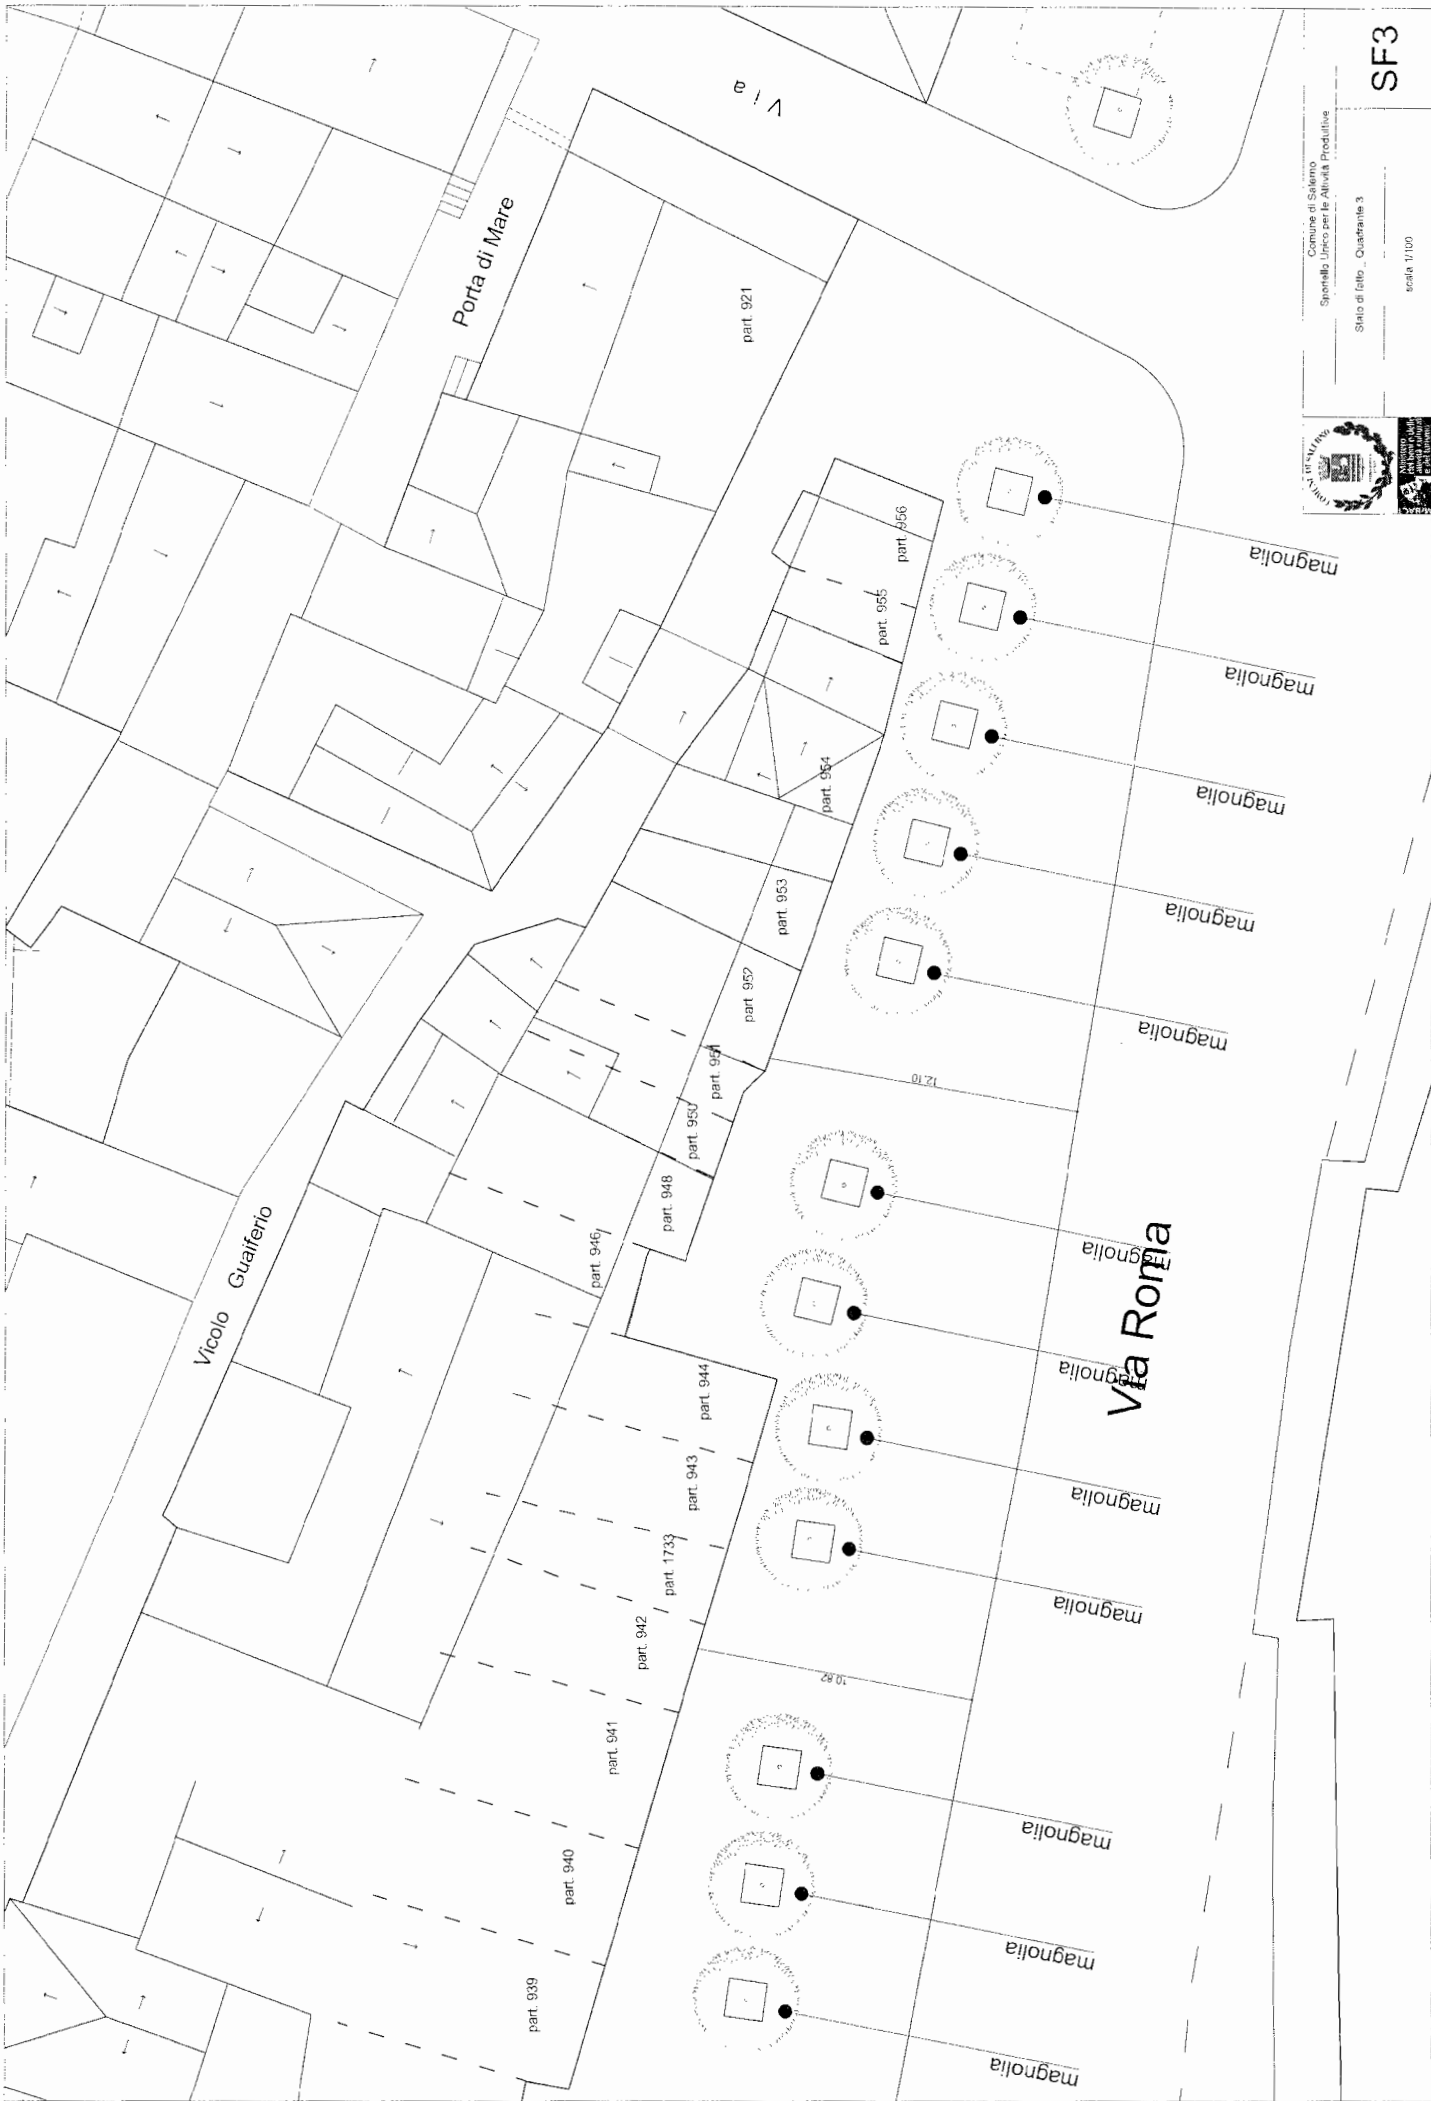 SF3
Comune di Salerno
Sportello Unico per le Attività Produttive
Stato di fatto _ Quadrante 3
scala 1/100
COMUNE DI SALERNO
Via
Porta di Mare
part. 921
part. 956
part. 955
part. 954
part. 953
part. 952
part. 951
part. 950
part. 948
part. 946
part. 944
part. 943
part. 1733
part. 942
part. 941
part. 940
part. 939
Vicolo Guaiferio
Via Roma
12.10
10.82
magnolia
magnolia
magnolia
magnolia
magnolia
magnolia
magnolia
magnolia
magnolia
magnolia
magnolia
magnolia